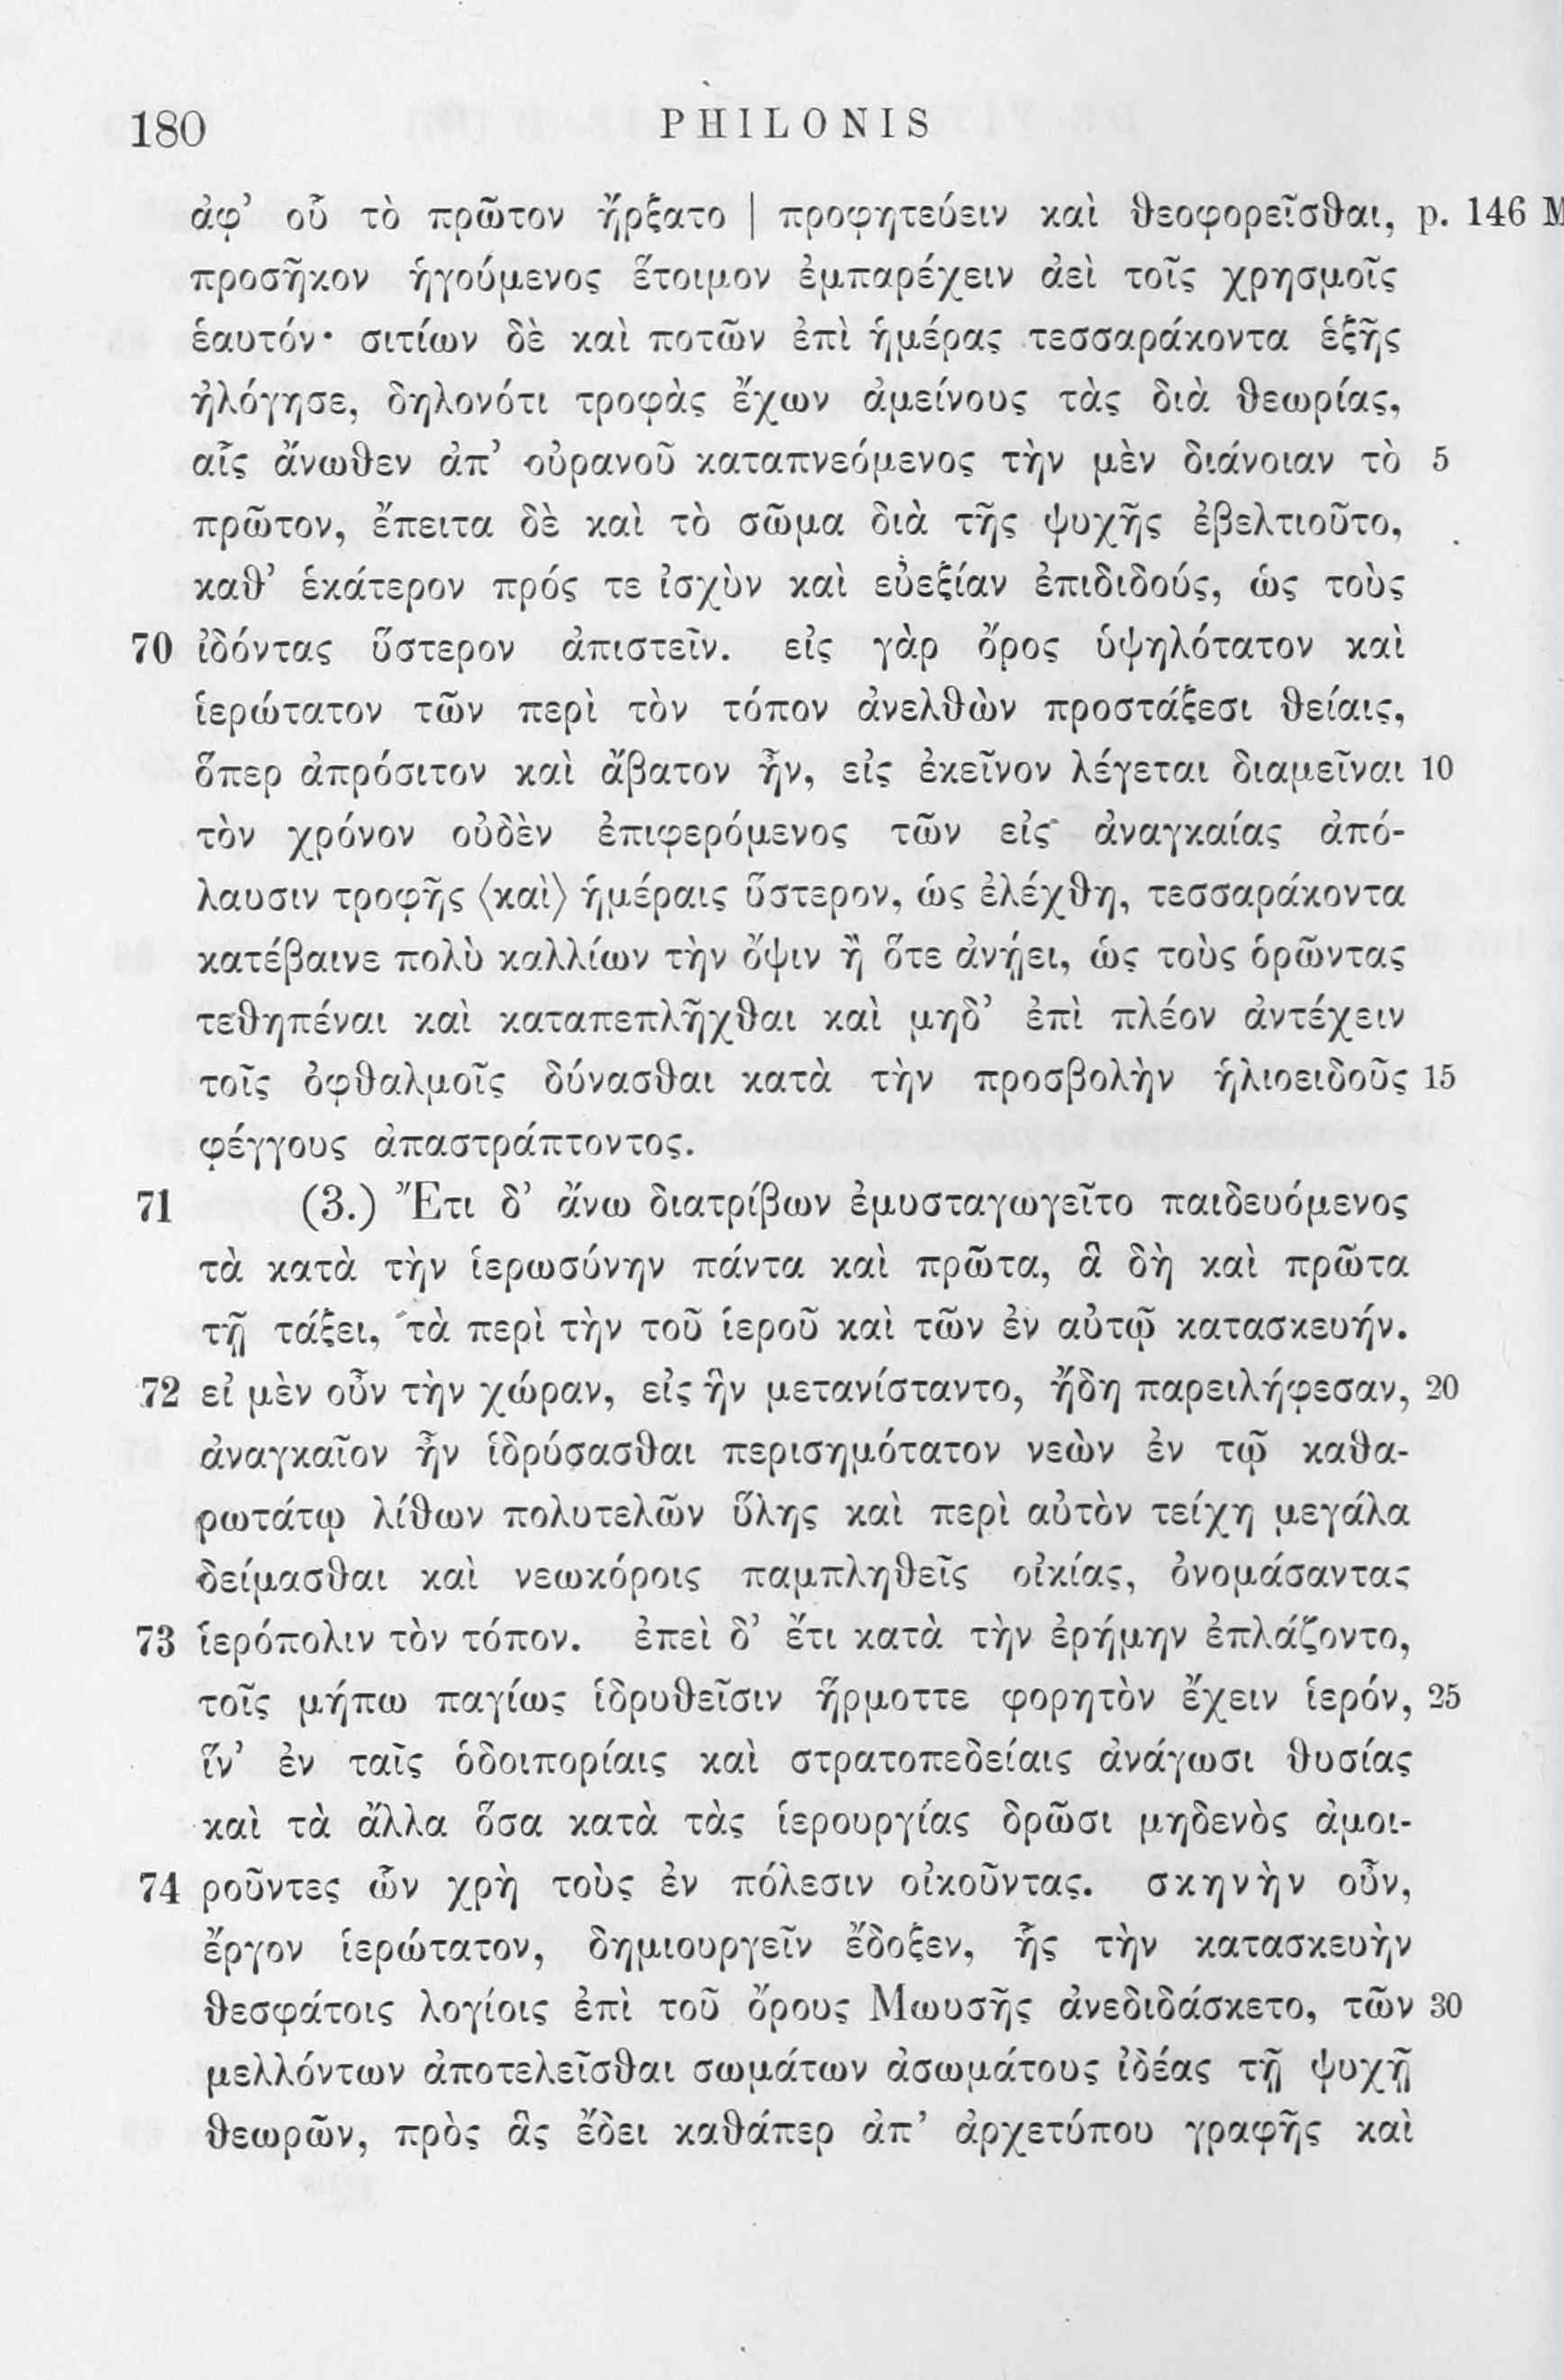 180 PHILONIS
ἀφ’ οὗ τὸ πρῶτον ἤρξατο | προφητεύειν καὶ θεοφορεῖσθαι, p. 146 M
προσῆκον ἡγούμενος ἕτοιμον ἐμπαρέχειν ἀεὶ τοῖς χρησμοῖς
ἑαυτόν· σιτίων δὲ καὶ ποτῶν ἐπὶ ἡμέρας τεσσαράκοντα ἑξῆς
ἠλόγησε, δηλονότι τροφὰς ἔχων ἀμείνους τὰς διὰ θεωρίας,
αἷς ἄνωθεν ἀπ’ οὐρανοῦ καταπνεόμενος τὴν μὲν διάνοιαν τὸ 5
πρῶτον, ἔπειτα δὲ καὶ τὸ σῶμα διὰ τῆς ψυχῆς ἐβελτιοῦτο,
καθ’ ἑκάτερον πρός τε ἰσχὺν καὶ εὐεξίαν ἐπιδιδούς, ὡς τοὺς
70 ἰδόντας ὕστερον ἀπιστεῖν. εἰς γὰρ ὄρος ὑψηλότατον καὶ
ἱερώτατον τῶν περὶ τὸν τόπον ἀνελθὼν προστάξεσι θείαις,
ὅπερ ἀπρόσιτον καὶ ἄβατον ἦν, εἰς ἐκεῖνον λέγεται διαμεῖναι 10
τὸν χρόνον οὐδὲν ἐπιφερόμενος τῶν εἰς ἀναγκαίας ἀπό-
λαυσιν τροφῆς ⟨καὶ⟩ ἡμέραις ὕστερον, ὡς ἐλέχθη, τεσσαράκοντα
κατέβαινε πολὺ καλλίων τὴν ὄψιν ἢ ὅτε ἀνῄει, ὡς τοὺς ὁρῶντας
τεθηπέναι καὶ καταπεπλῆχθαι καὶ μηδ’ ἐπὶ πλέον ἀντέχειν
τοῖς ὀφθαλμοῖς δύνασθαι κατὰ τὴν προσβολὴν ἡλιοειδοῦς 15
φέγγους ἀπαστράπτοντος.
71 (3.) Ἔτι δ’ ἄνω διατρίβων ἐμυσταγωγεῖτο παιδευόμενος
τὰ κατὰ τὴν ἱερωσύνην πάντα καὶ πρῶτα, ἃ δὴ καὶ πρῶτα
τῇ τάξει, τὰ περὶ τὴν τοῦ ἱεροῦ καὶ τῶν ἐν αὐτῷ κατασκευήν.
72 εἰ μὲν οὖν τὴν χώραν, εἰς ἣν μετανίσταντο, ἤδη παρειλήφεσαν, 20
ἀναγκαῖον ἦν ἱδρύσασθαι περισημότατον νεὼν ἐν τῷ καθα-
ρωτάτῳ λίθων πολυτελῶν ὕλης καὶ περὶ αὐτὸν τείχη μεγάλα
δείμασθαι καὶ νεωκόροις παμπληθεῖς οἰκίας, ὀνομάσαντας
73 ἱερόπολιν τὸν τόπον. ἐπεὶ δ’ ἔτι κατὰ τὴν ἐρήμην ἐπλάζοντο,
τοῖς μήπω παγίως ἱδρυθεῖσιν ἥρμοττε φορητὸν ἔχειν ἱερόν, 25
ἵν’ ἐν ταῖς ὁδοιπορίαις καὶ στρατοπεδείαις ἀνάγωσι θυσίας
καὶ τὰ ἄλλα ὅσα κατὰ τὰς ἱερουργίας δρῶσι μηδενὸς ἀμοι-
74 ροῦντες ὧν χρὴ τοὺς ἐν πόλεσιν οἰκοῦντας. σκηνὴν οὖν,
ἔργον ἱερώτατον, δημιουργεῖν ἔδοξεν, ἧς τὴν κατασκευὴν
θεσφάτοις λογίοις ἐπὶ τοῦ ὄρους Μωυσῆς ἀνεδιδάσκετο, τῶν 30
μελλόντων ἀποτελεῖσθαι σωμάτων ἀσωμάτους ἰδέας τῇ ψυχῇ
θεωρῶν, πρὸς ἃς ἔδει καθάπερ ἀπ’ ἀρχετύπου γραφῆς καὶ